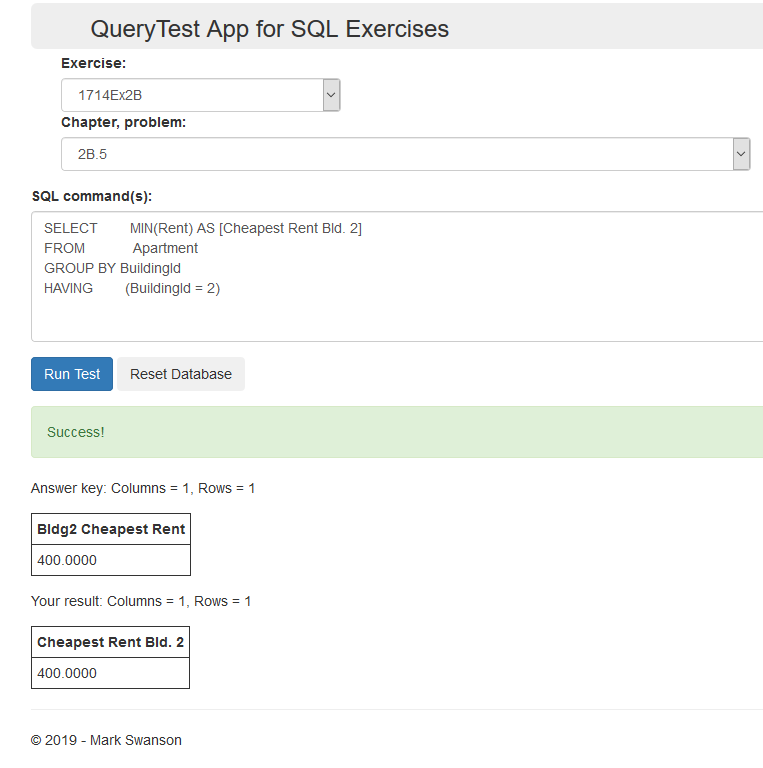 QueryTest App for SQL Exercises
Exercise:
1714Ex2B
Chapter, problem:
2B.5
SQL command(s):
SELECT MIN(Rent) AS [Cheapest Rent Bld. 2]
FROM Apartment
GROUP BY BuildingId
HAVING (BuildingId = 2)
Run Test Reset Database
Success!
Answer key: Columns = 1, Rows = 1
Bldg2 Cheapest Rent
400.0000
Your result: Columns = 1, Rows = 1
Cheapest Rent Bld. 2
400.0000
© 2019 - Mark Swanson